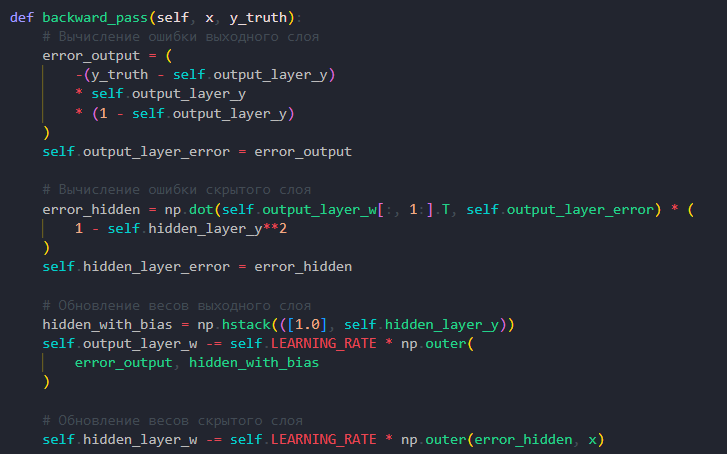 def backward_pass(self, x, y_truth):
    # Вычисление ошибки выходного слоя
    error_output = (
        -(y_truth - self.output_layer_y)
        * self.output_layer_y
        * (1 - self.output_layer_y)
    )
    self.output_layer_error = error_output

    # Вычисление ошибки скрытого слоя
    error_hidden = np.dot(self.output_layer_w[:, 1:].T, self.output_layer_error) * (
        1 - self.hidden_layer_y**2
    )
    self.hidden_layer_error = error_hidden

    # Обновление весов выходного слоя
    hidden_with_bias = np.hstack(([1.0], self.hidden_layer_y))
    self.output_layer_w -= self.LEARNING_RATE * np.outer(
        error_output, hidden_with_bias
    )

    # Обновление весов скрытого слоя
    self.hidden_layer_w -= self.LEARNING_RATE * np.outer(error_hidden, x)